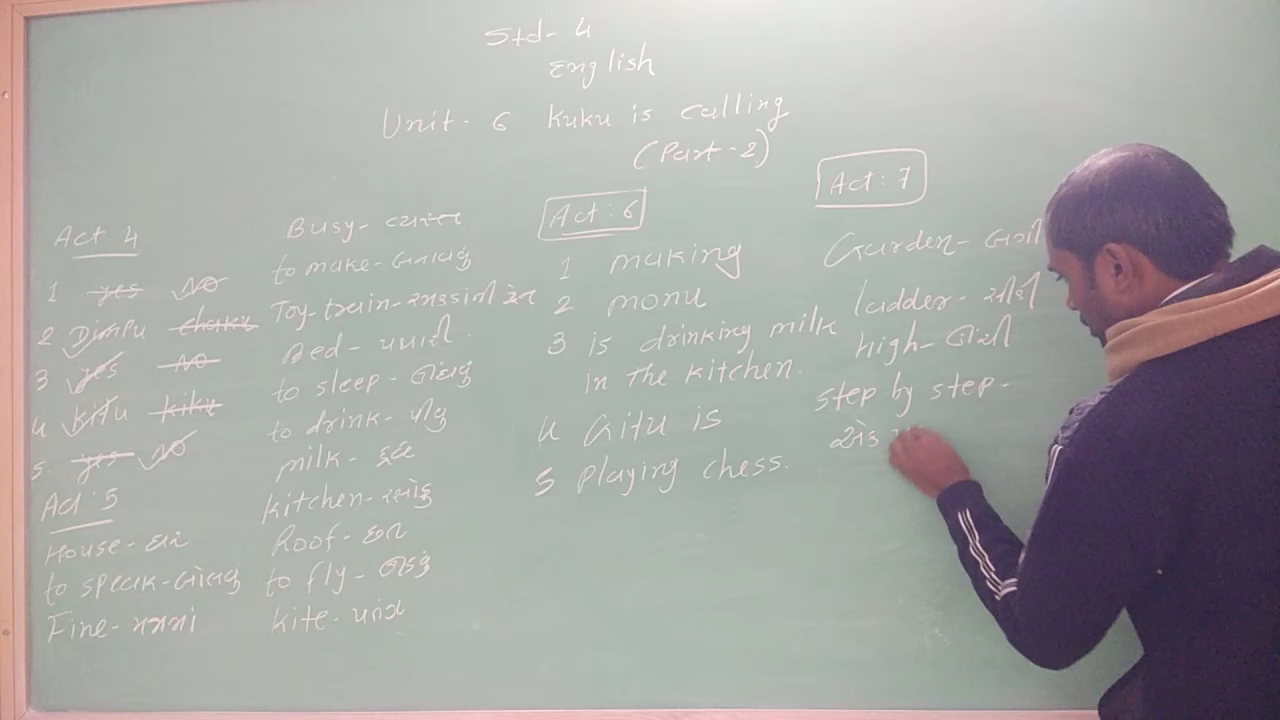 Std- 4
English
Unit- 6 Kuku is calling
(Part-2)
Act 4
1 yes No
2 Dimpu chaku
3 yes No
4 kitu kiku
5. yes No
Act 5
House- ઘર
to speak- બોલવું
Fine- મજામાં
Busy- વ્યસ્ત
to make- બનાવવું
Toy-train- રમકડાંની ટ્રેન
Bed- પથારી
to sleep- ઊંઘવું
to drink- પીવું
milk- દૂધ
kitchen- રસોડું
Roof- છત
to fly- ઊડવું
kite- પતંગ
Act: 6
1 making
2 monu
3 is drinking milk
in the kitchen.
4 Gitu is
5 Playing chess.
Act: 7
Garden-
ladder- સીડી
high- ઊંચી
step by step-
એક